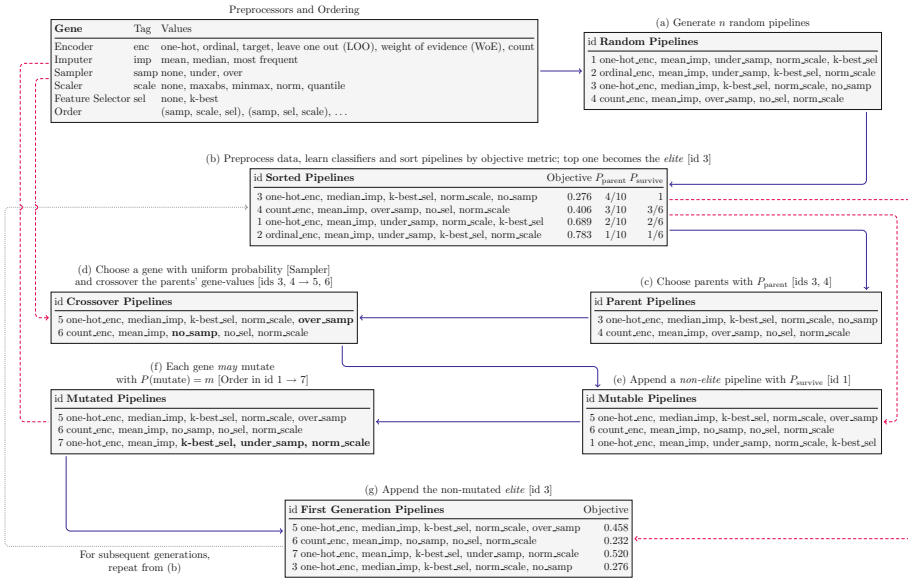 Preprocessors and Ordering
Gene Tag Values
Encoder enc one-hot, ordinal, target, leave one out (LOO), weight of evidence (WoE), count
Imputer imp mean, median, most frequent
Sampler samp none, under, over
Scaler scale none, maxabs, minmax, norm, quantile
Feature Selector sel none, k-best
Order (samp, scale, sel), (samp, sel, scale), ...
(a) Generate n random pipelines
id Random Pipelines
1 one-hot_enc, mean_imp, under_samp, norm_scale, k-best_sel
2 ordinal_enc, mean_imp, under_samp, k-best_sel, norm_scale
3 one-hot_enc, median_imp, k-best_sel, norm_scale, no_samp
4 count_enc, mean_imp, over_samp, no_sel, norm_scale
(b) Preprocess data, learn classifiers and sort pipelines by objective metric; top one becomes the elite [id 3]
id Sorted Pipelines Objective P_parent P_survive
3 one-hot_enc, median_imp, k-best_sel, norm_scale, no_samp 0.276 4/10 1
4 count_enc, mean_imp, over_samp, no_sel, norm_scale 0.406 3/10 3/6
1 one-hot_enc, mean_imp, under_samp, norm_scale, k-best_sel 0.689 2/10 2/6
2 ordinal_enc, mean_imp, under_samp, k-best_sel, norm_scale 0.783 1/10 1/6
(d) Choose a gene with uniform probability [Sampler]
and crossover the parents' gene-values [ids 3, 4 → 5, 6]
id Crossover Pipelines
5 one-hot_enc, median_imp, k-best_sel, norm_scale, over_samp
6 count_enc, mean_imp, no_samp, no_sel, norm_scale
(c) Choose parents with P_parent [ids 3, 4]
id Parent Pipelines
3 one-hot_enc, median_imp, k-best_sel, norm_scale, no_samp
4 count_enc, mean_imp, over_samp, no_sel, norm_scale
(f) Each gene may mutate
with P(mutate) = m [Order in id 1 → 7]
id Mutated Pipelines
5 one-hot_enc, median_imp, k-best_sel, norm_scale, over_samp
6 count_enc, mean_imp, no_samp, no_sel, norm_scale
7 one-hot_enc, mean_imp, k-best_sel, under_samp, norm_scale
(e) Append a non-elite pipeline with P_survive [id 1]
id Mutable Pipelines
5 one-hot_enc, median_imp, k-best_sel, norm_scale, over_samp
6 count_enc, mean_imp, no_samp, no_sel, norm_scale
1 one-hot_enc, mean_imp, under_samp, norm_scale, k-best_sel
(g) Append the non-mutated elite [id 3]
id First Generation Pipelines Objective
5 one-hot_enc, median_imp, k-best_sel, norm_scale, over_samp 0.458
6 count_enc, mean_imp, no_samp, no_sel, norm_scale 0.232
7 one-hot_enc, mean_imp, k-best_sel, under_samp, norm_scale 0.520
3 one-hot_enc, mean_imp, k-best_sel, norm_scale, no_samp 0.276
For subsequent generations,
repeat from (b)